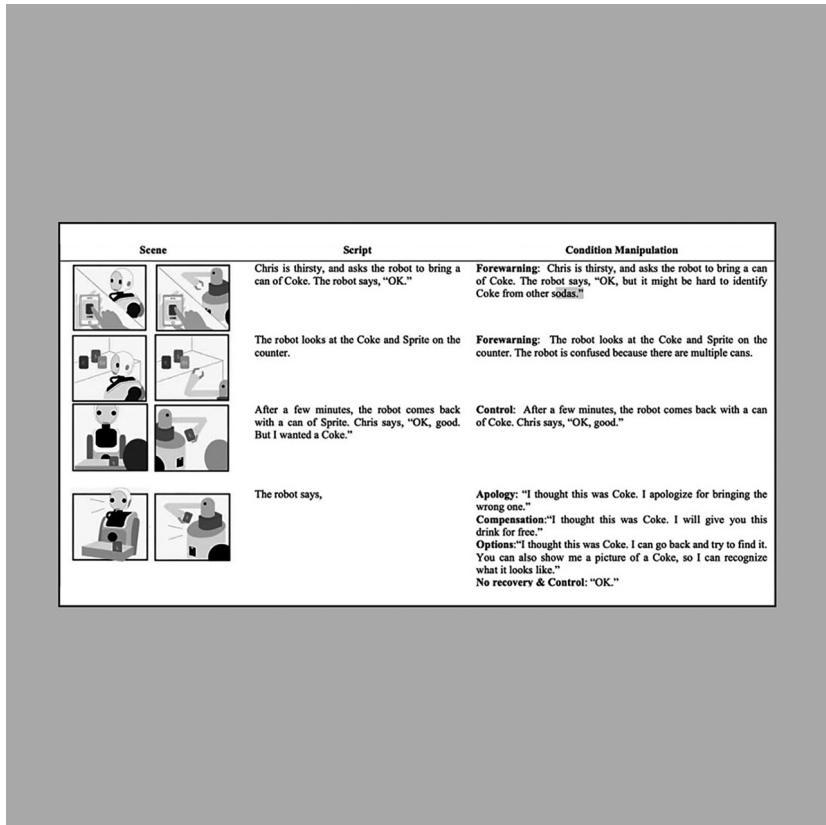 Scene Script Condition Manipulation
Chris is thirsty, and asks the robot to bring a
can of Coke. The robot says, “OK.”
Forewarning: Chris is thirsty, and asks the robot to bring a can
of Coke. The robot says, “OK, but it might be hard to identify
Coke from other sodas.”
The robot looks at the Coke and Sprite on the
counter.
Forewarning: The robot looks at the Coke and Sprite on the
counter. The robot is confused because there are multiple cans.
After a few minutes, the robot comes back
with a can of Sprite. Chris says, “OK, good.
But I wanted a Coke.”
Control: After a few minutes, the robot comes back with a can
of Coke. Chris says, “OK, good.”
The robot says,
Apology: “I thought this was Coke. I apologize for bringing the
wrong one.”
Compensation:“I thought this was Coke. I will give you this
drink for free.”
Options:“I thought this was Coke. I can go back and try to find it.
You can also show me a picture of a Coke, so I can recognize
what it looks like.”
No recovery & Control: “OK.”